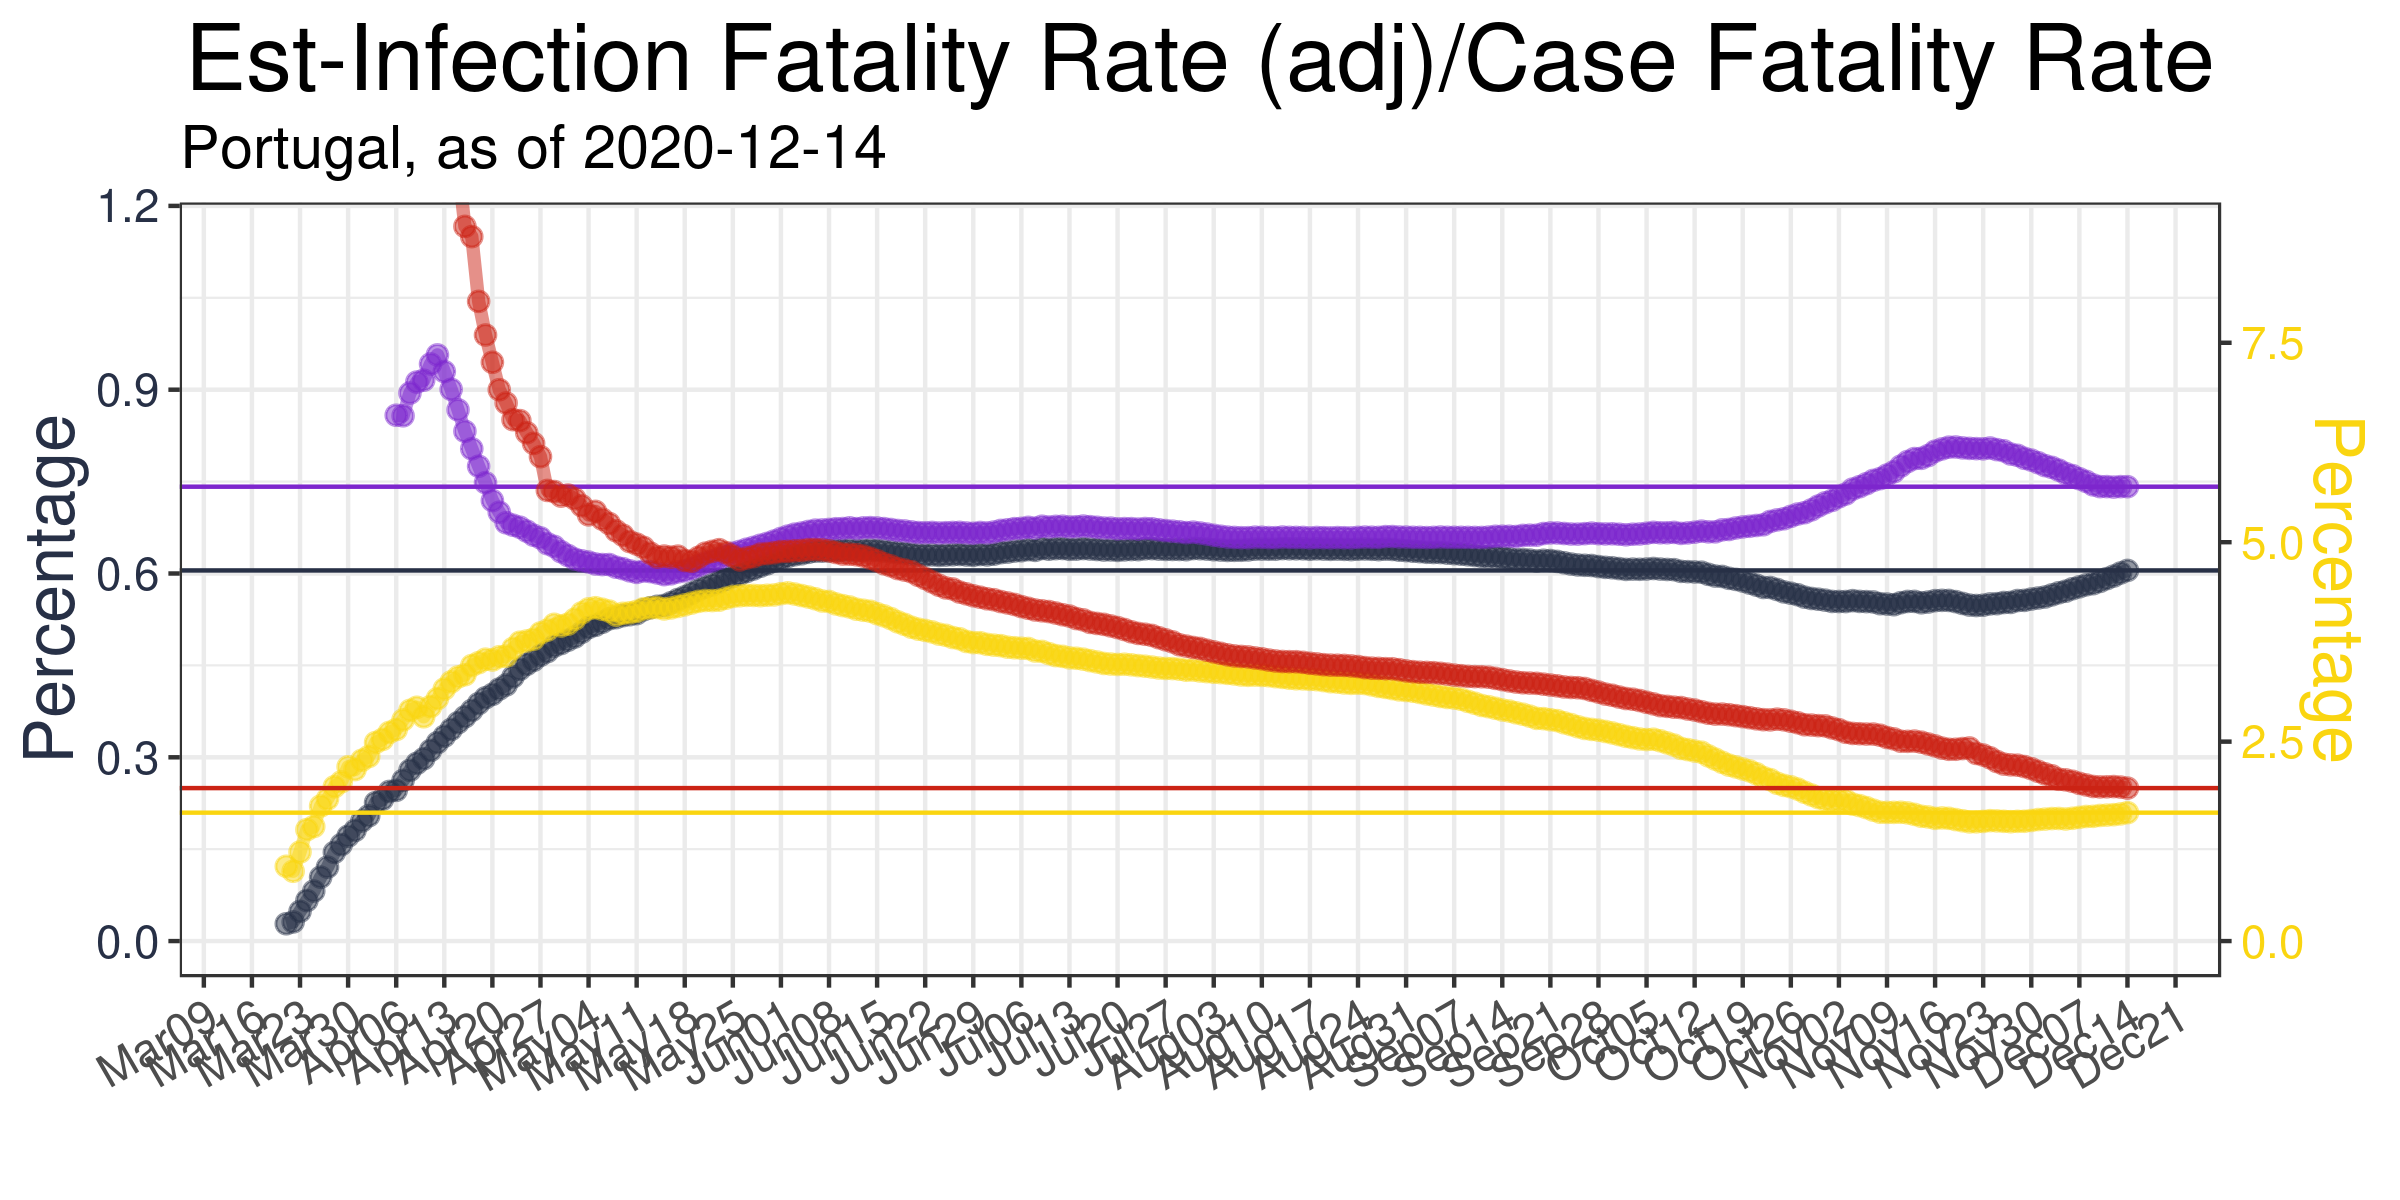 Est-Infection Fatality Rate (adj)/Case Fatality Rate
Portugal, as of 2020-12-14
Percentage
1.2
0.9
0.6
0.3
0.0
7.5
5.0
2.5
0.0
Percentage
Mar09
Mar16
Mar23
Mar30
Apr06
Apr13
Apr20
Apr27
May04
May11
May18
May25
Jun01
Jun08
Jun15
Jun22
Jun29
Jul06
Jul13
Jul20
Jul27
Aug03
Aug10
Aug17
Aug24
Aug31
Sep07
Sep14
Sep21
Sep28
Oct05
Oct12
Oct19
Oct26
Nov02
Nov09
Nov16
Nov23
Nov30
Dec07
Dec14
Dec21